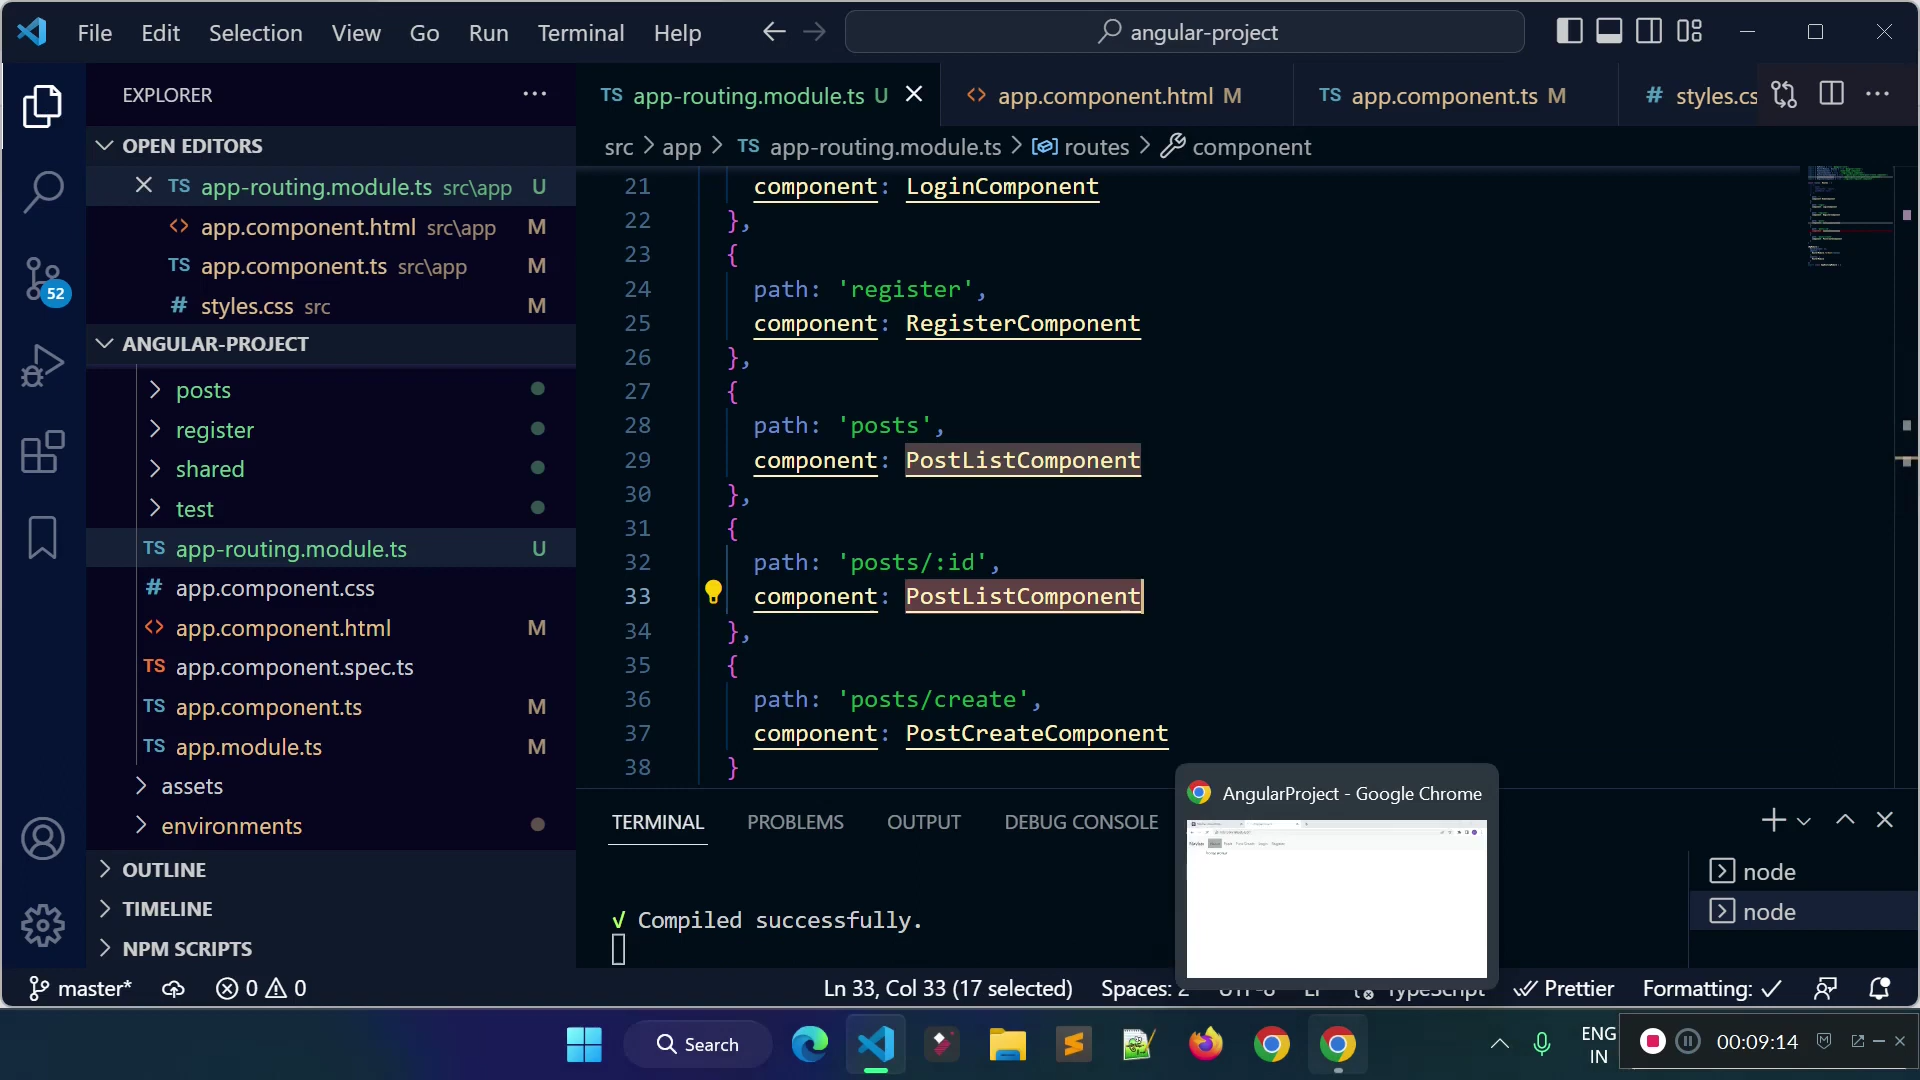 File Edit Selection View Go Run Terminal Help
angular-project
EXPLORER
OPEN EDITORS
TS app-routing.module.ts src\app U
<> app.component.html src\app M
TS app.component.ts src\app M
# styles.css src M
ANGULAR-PROJECT
posts
register
shared
test
TS app-routing.module.ts U
# app.component.css
<> app.component.html M
TS app.component.spec.ts
TS app.component.ts M
TS app.module.ts M
assets
environments
OUTLINE
TIMELINE
NPM SCRIPTS
52
TS app-routing.module.ts U
<> app.component.html M
TS app.component.ts M
# styles.cs
src > app > TS app-routing.module.ts > routes > component
21 component: LoginComponent
22 },
23 {
24 path: 'register',
25 component: RegisterComponent
26 },
27 {
28 path: 'posts',
29 component: PostListComponent
30 },
31 {
32 path: 'posts/:id',
33 component: PostListComponent
34 },
35 {
36 path: 'posts/create',
37 component: PostCreateComponent
38 }
TERMINAL PROBLEMS OUTPUT DEBUG CONSOLE
√ Compiled successfully.
node
node
AngularProject - Google Chrome
master* 0 0 Ln 33, Col 33 (17 selected) Spaces: 2 UTF-8 LF TypeScript Prettier Formatting: ✓
Search
ENG
IN
00:09:14